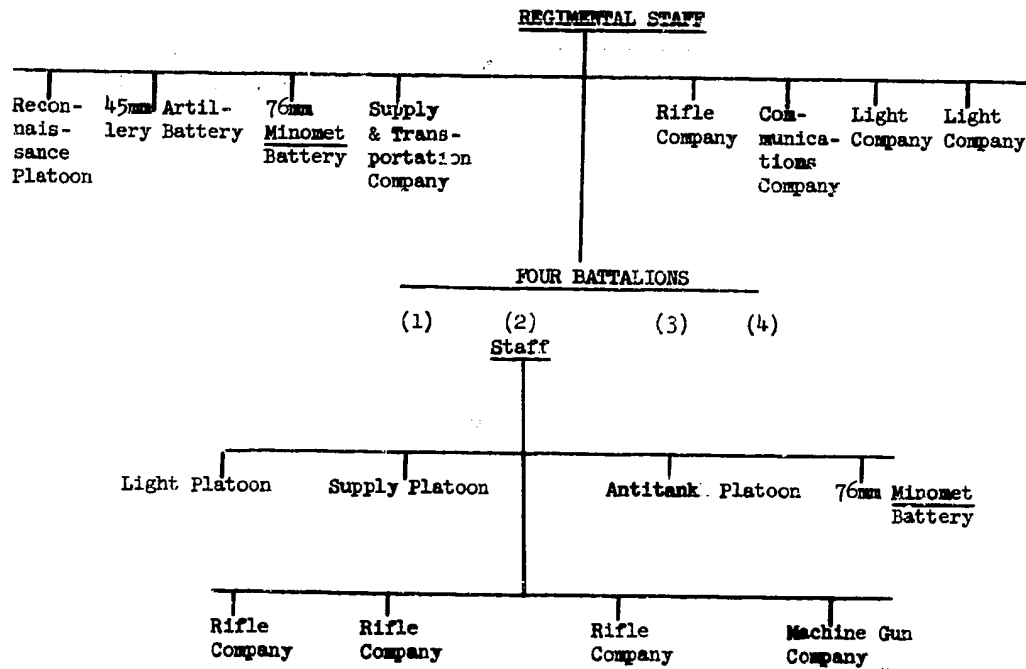 REGIMENTAL STAFF
Recon-
nais-
sance
Platoon
45mm Artil-
lery Battery
76mm
Minomet
Battery
Supply
& Trans-
portation
Company
Rifle
Company
Com-
munica-
tions
Company
Light
Company
Light
Company
FOUR BATTALIONS
(1) (2) (3) (4)
Staff
Light Platoon
Supply Platoon
Antitank Platoon
76mm Minomet
Battery
Rifle
Company
Rifle
Company
Rifle
Company
Machine Gun
Company